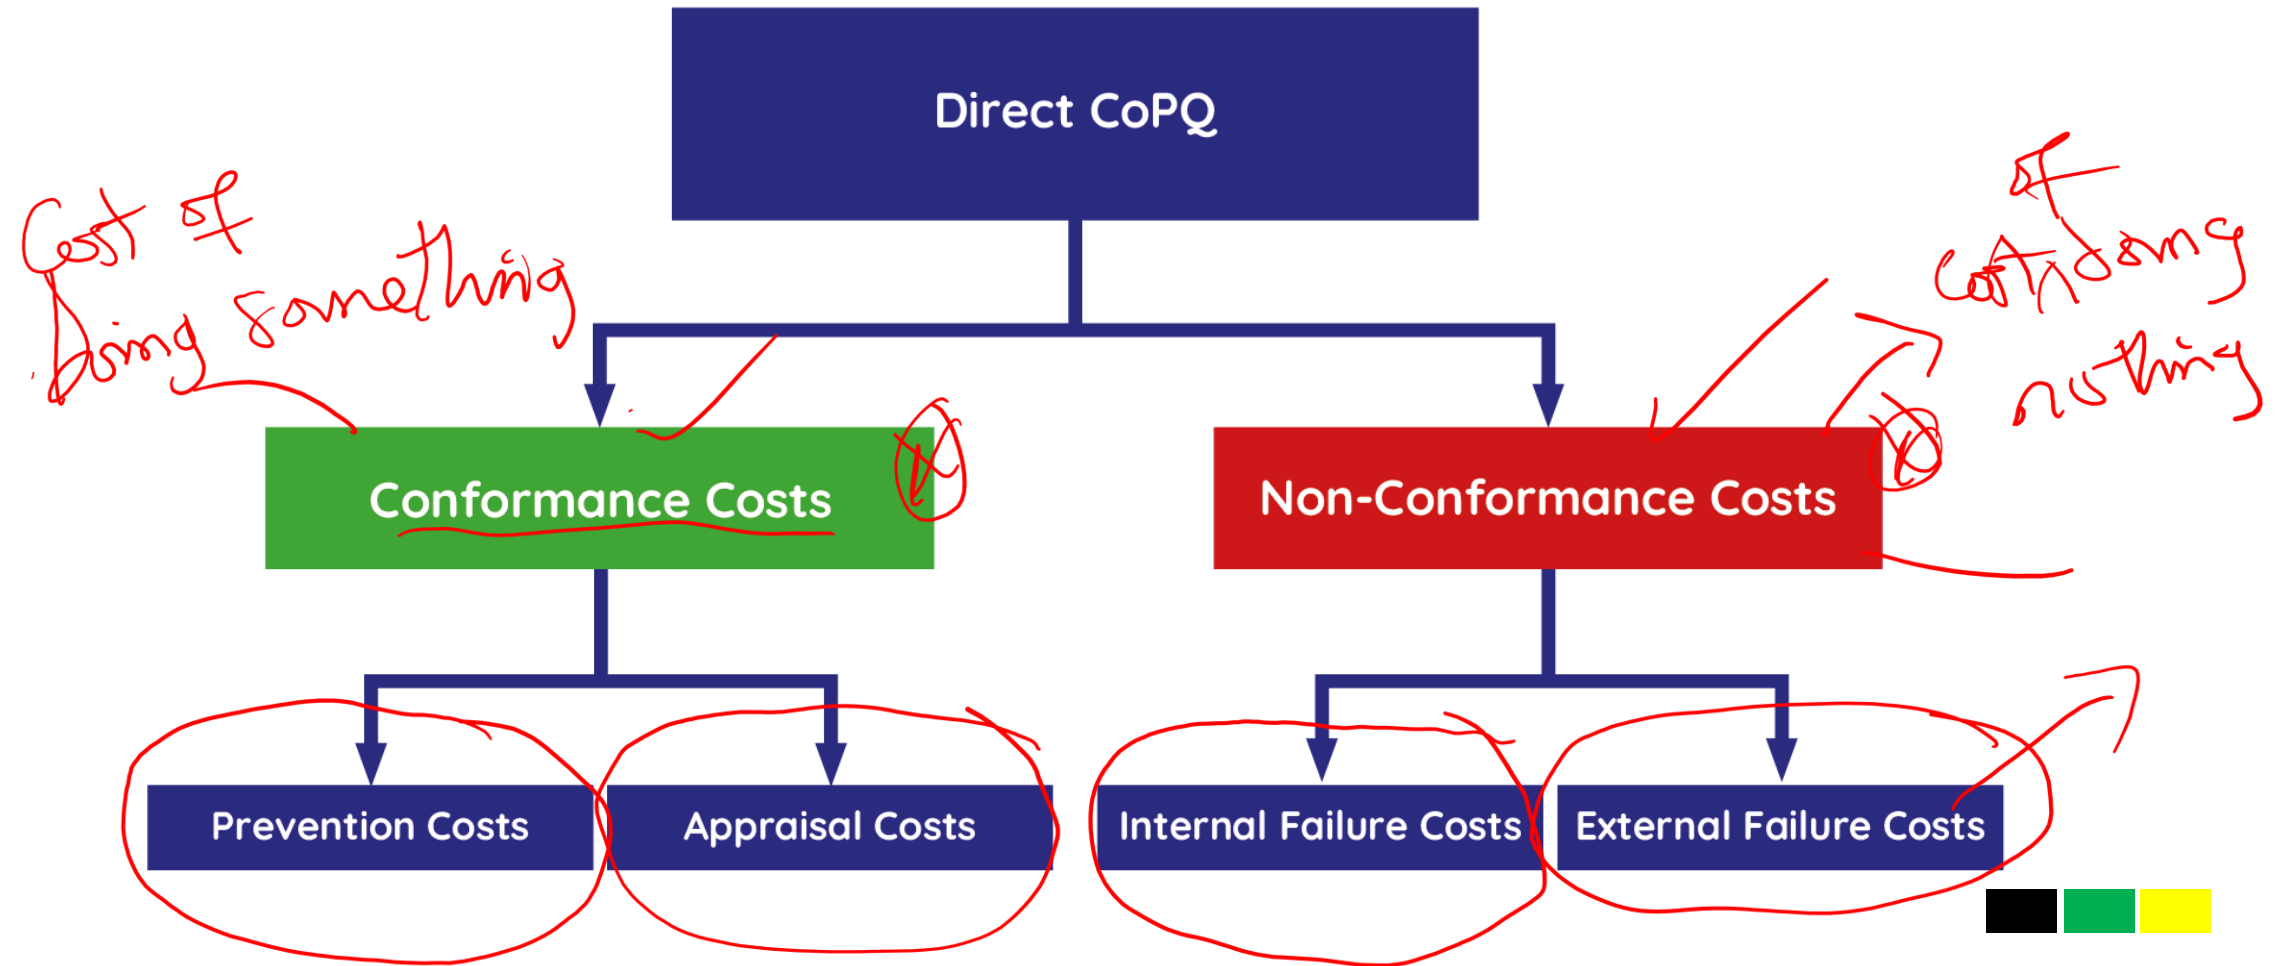 Direct CoPQ
Cost of
Doing something
of
Cost doing
nothing
Conformance Costs
Non-Conformance Costs
Prevention Costs
Appraisal Costs
Internal Failure Costs
External Failure Costs